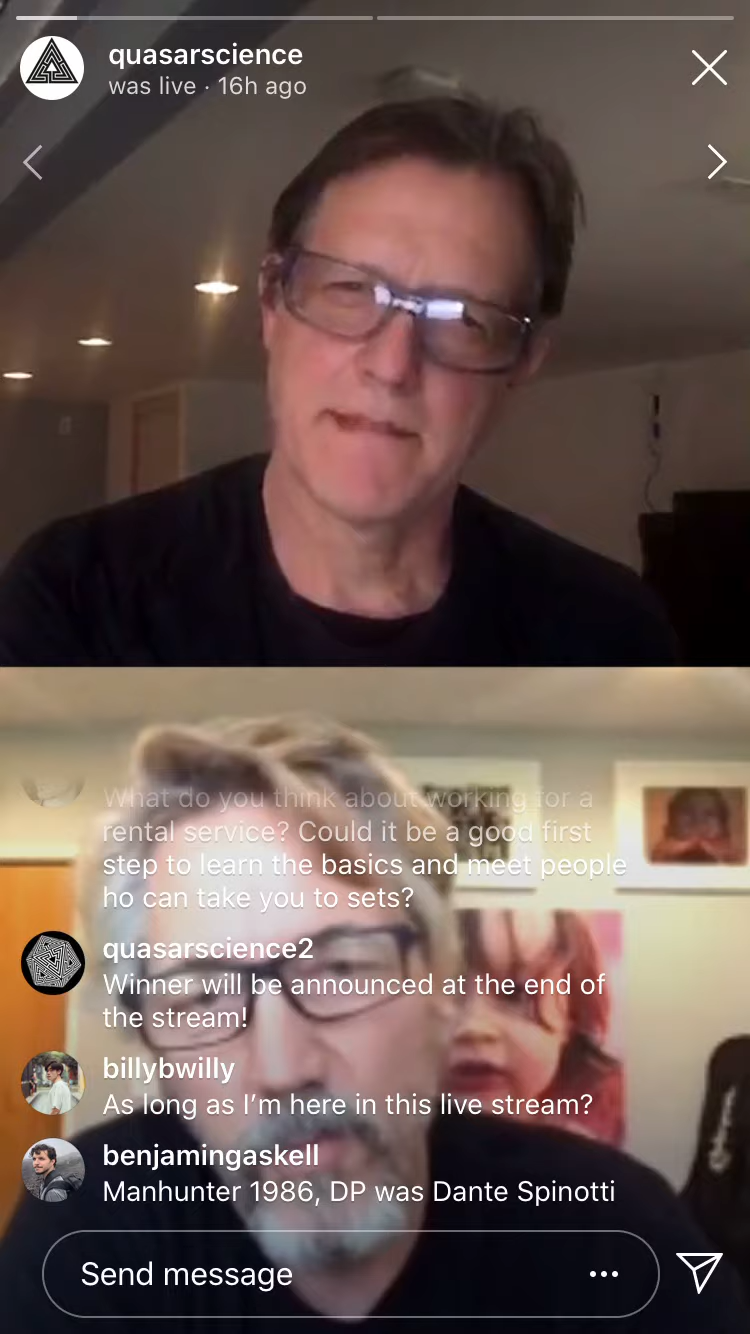 quasarscience
was live · 16h ago
What do you think about working for a
rental service? Could it be a good first
step to learn the basics and meet people
ho can take you to sets?
quasarscience2
Winner will be announced at the end of
the stream!
billybwilly
As long as I'm here in this live stream?
benjamingaskell
Manhunter 1986, DP was Dante Spinotti
Send message